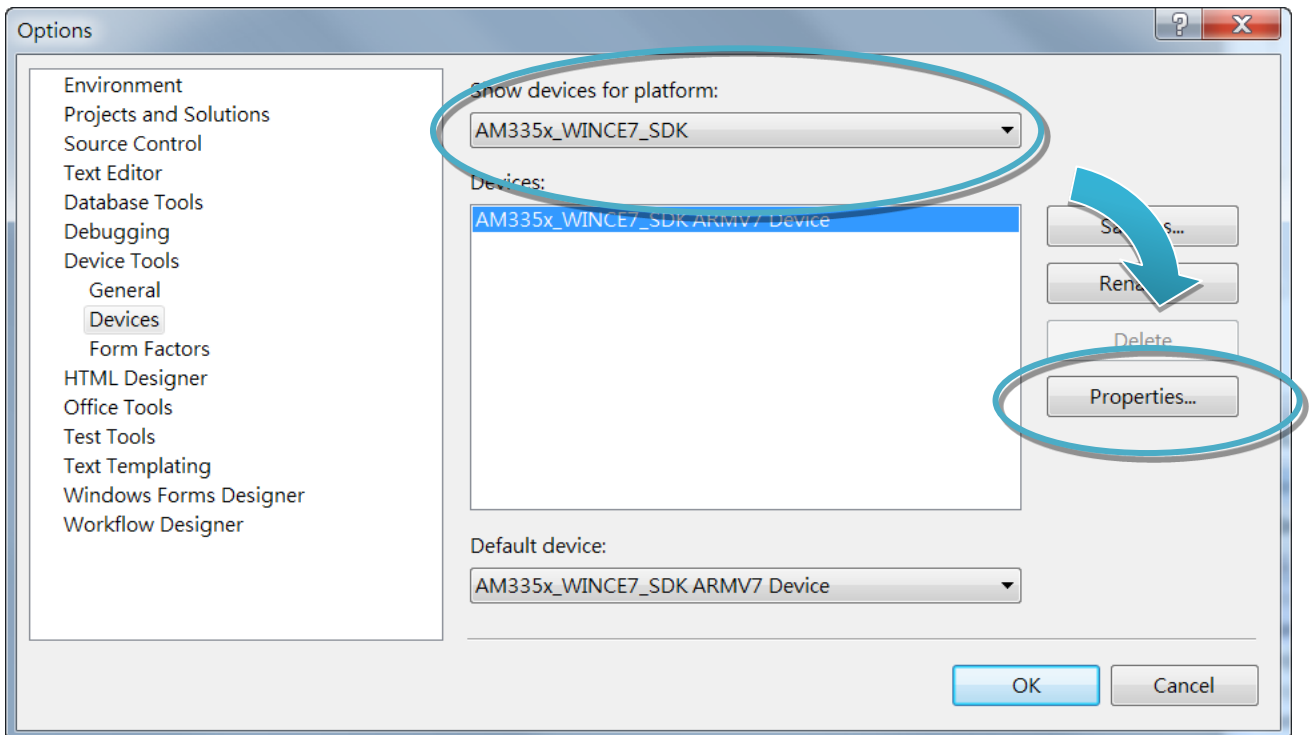 Options
Environment
Projects and Solutions
Source Control
Text Editor
Database Tools
Debugging
Device Tools
General
Devices
Form Factors
HTML Designer
Office Tools
Test Tools
Text Templating
Windows Forms Designer
Workflow Designer
Show devices for platform:
AM335x_WINCE7_SDK
Devices:
AM335x_WINCE7_SDK ARMV7 Device
Delete
Properties...
Default device:
AM335x_WINCE7_SDK ARMV7 Device
OK
Cancel